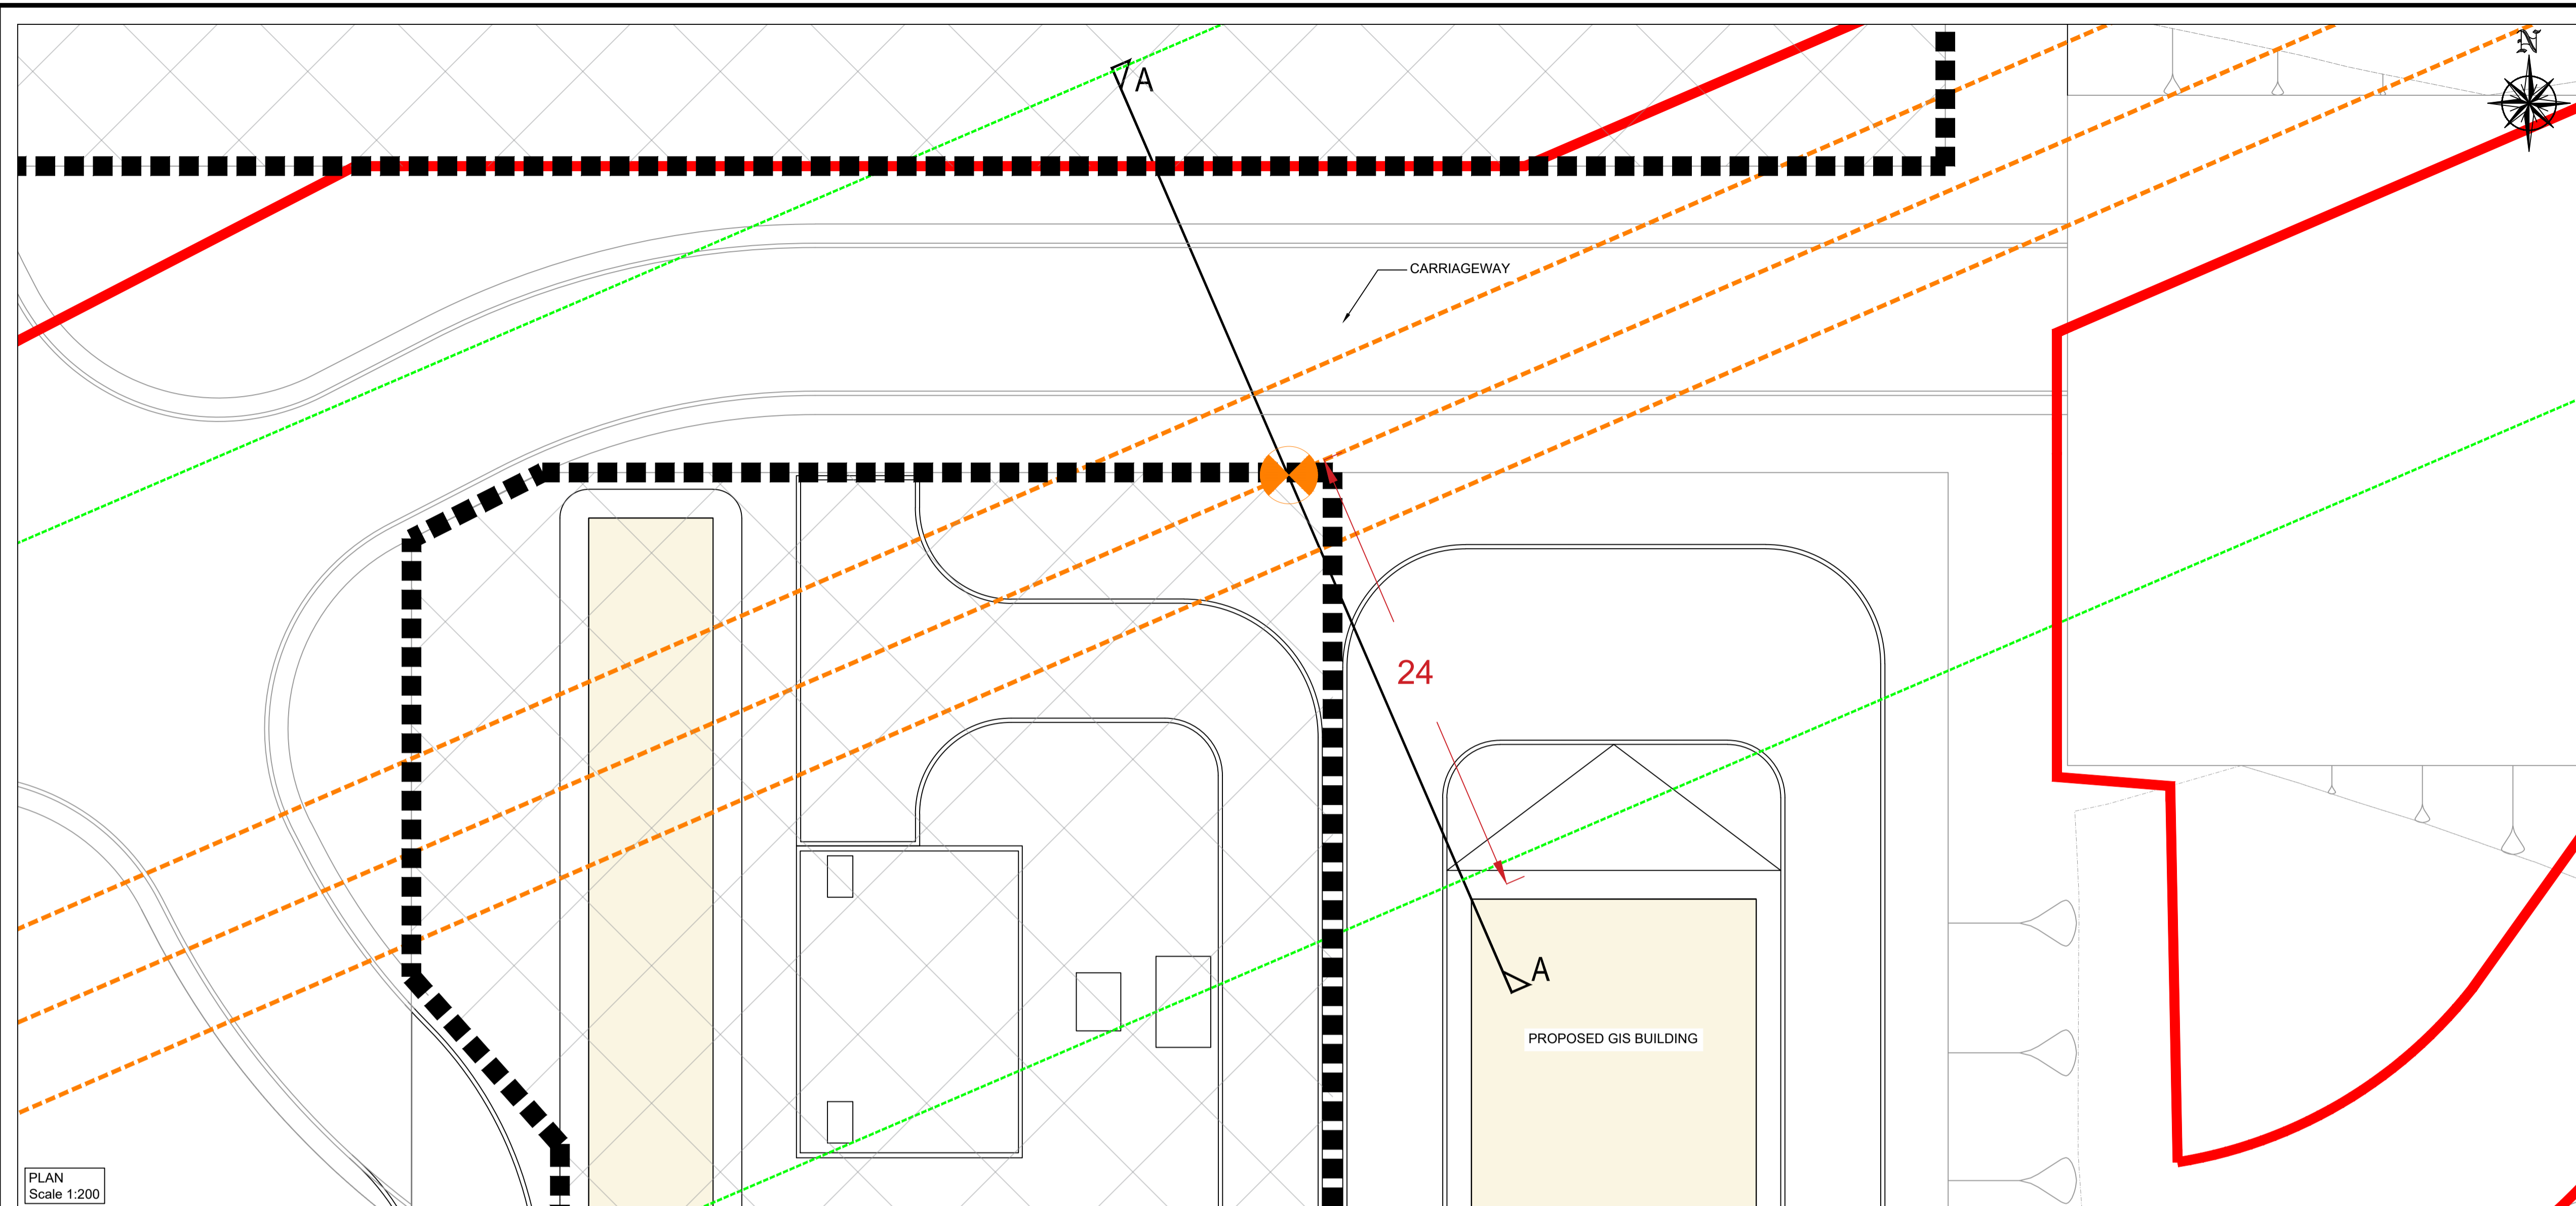 N
A
CARRIAGEWAY
24
A
PROPOSED GIS BUILDING
PLAN
Scale 1:200